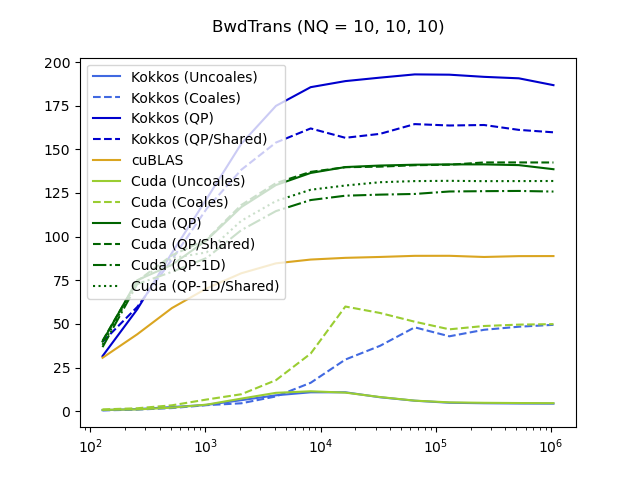 BwdTrans (NQ = 10, 10, 10)
200
175
150
125
100
75
50
25
0
Kokkos (Uncoales)
Kokkos (Coales)
Kokkos (QP)
Kokkos (QP/Shared)
cuBLAS
Cuda (Uncoales)
Cuda (Coales)
Cuda (QP)
Cuda (QP/Shared)
Cuda (QP-1D)
Cuda (QP-1D/Shared)
10² 10³ 10⁴ 10⁵ 10⁶